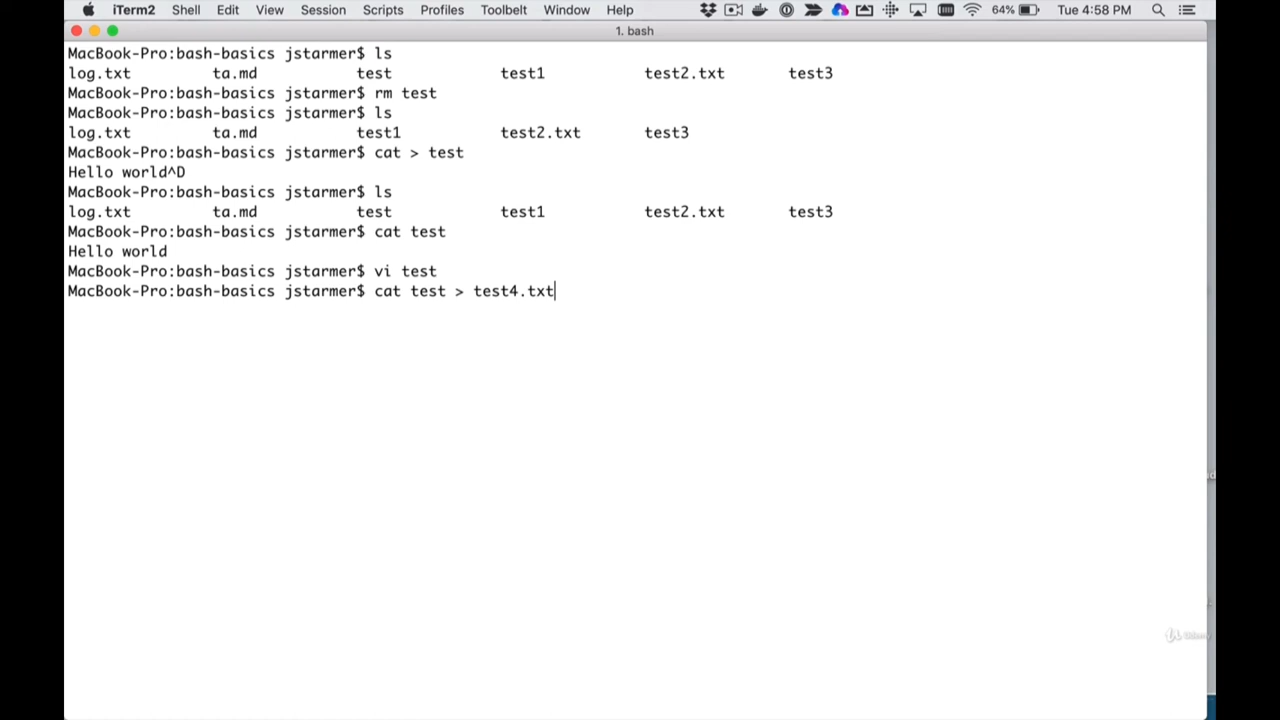 iTerm2 Shell Edit View Session Scripts Profiles Toolbelt Window Help 64% Tue 4:58 PM
1. bash
MacBook-Pro:bash-basics jstarmer$ ls
log.txt ta.md test test1 test2.txt test3
MacBook-Pro:bash-basics jstarmer$ rm test
MacBook-Pro:bash-basics jstarmer$ ls
log.txt ta.md test1 test2.txt test3
MacBook-Pro:bash-basics jstarmer$ cat > test
Hello world^D
MacBook-Pro:bash-basics jstarmer$ ls
log.txt ta.md test test1 test2.txt test3
MacBook-Pro:bash-basics jstarmer$ cat test
Hello world
MacBook-Pro:bash-basics jstarmer$ vi test
MacBook-Pro:bash-basics jstarmer$ cat test > test4.txt
Udemy